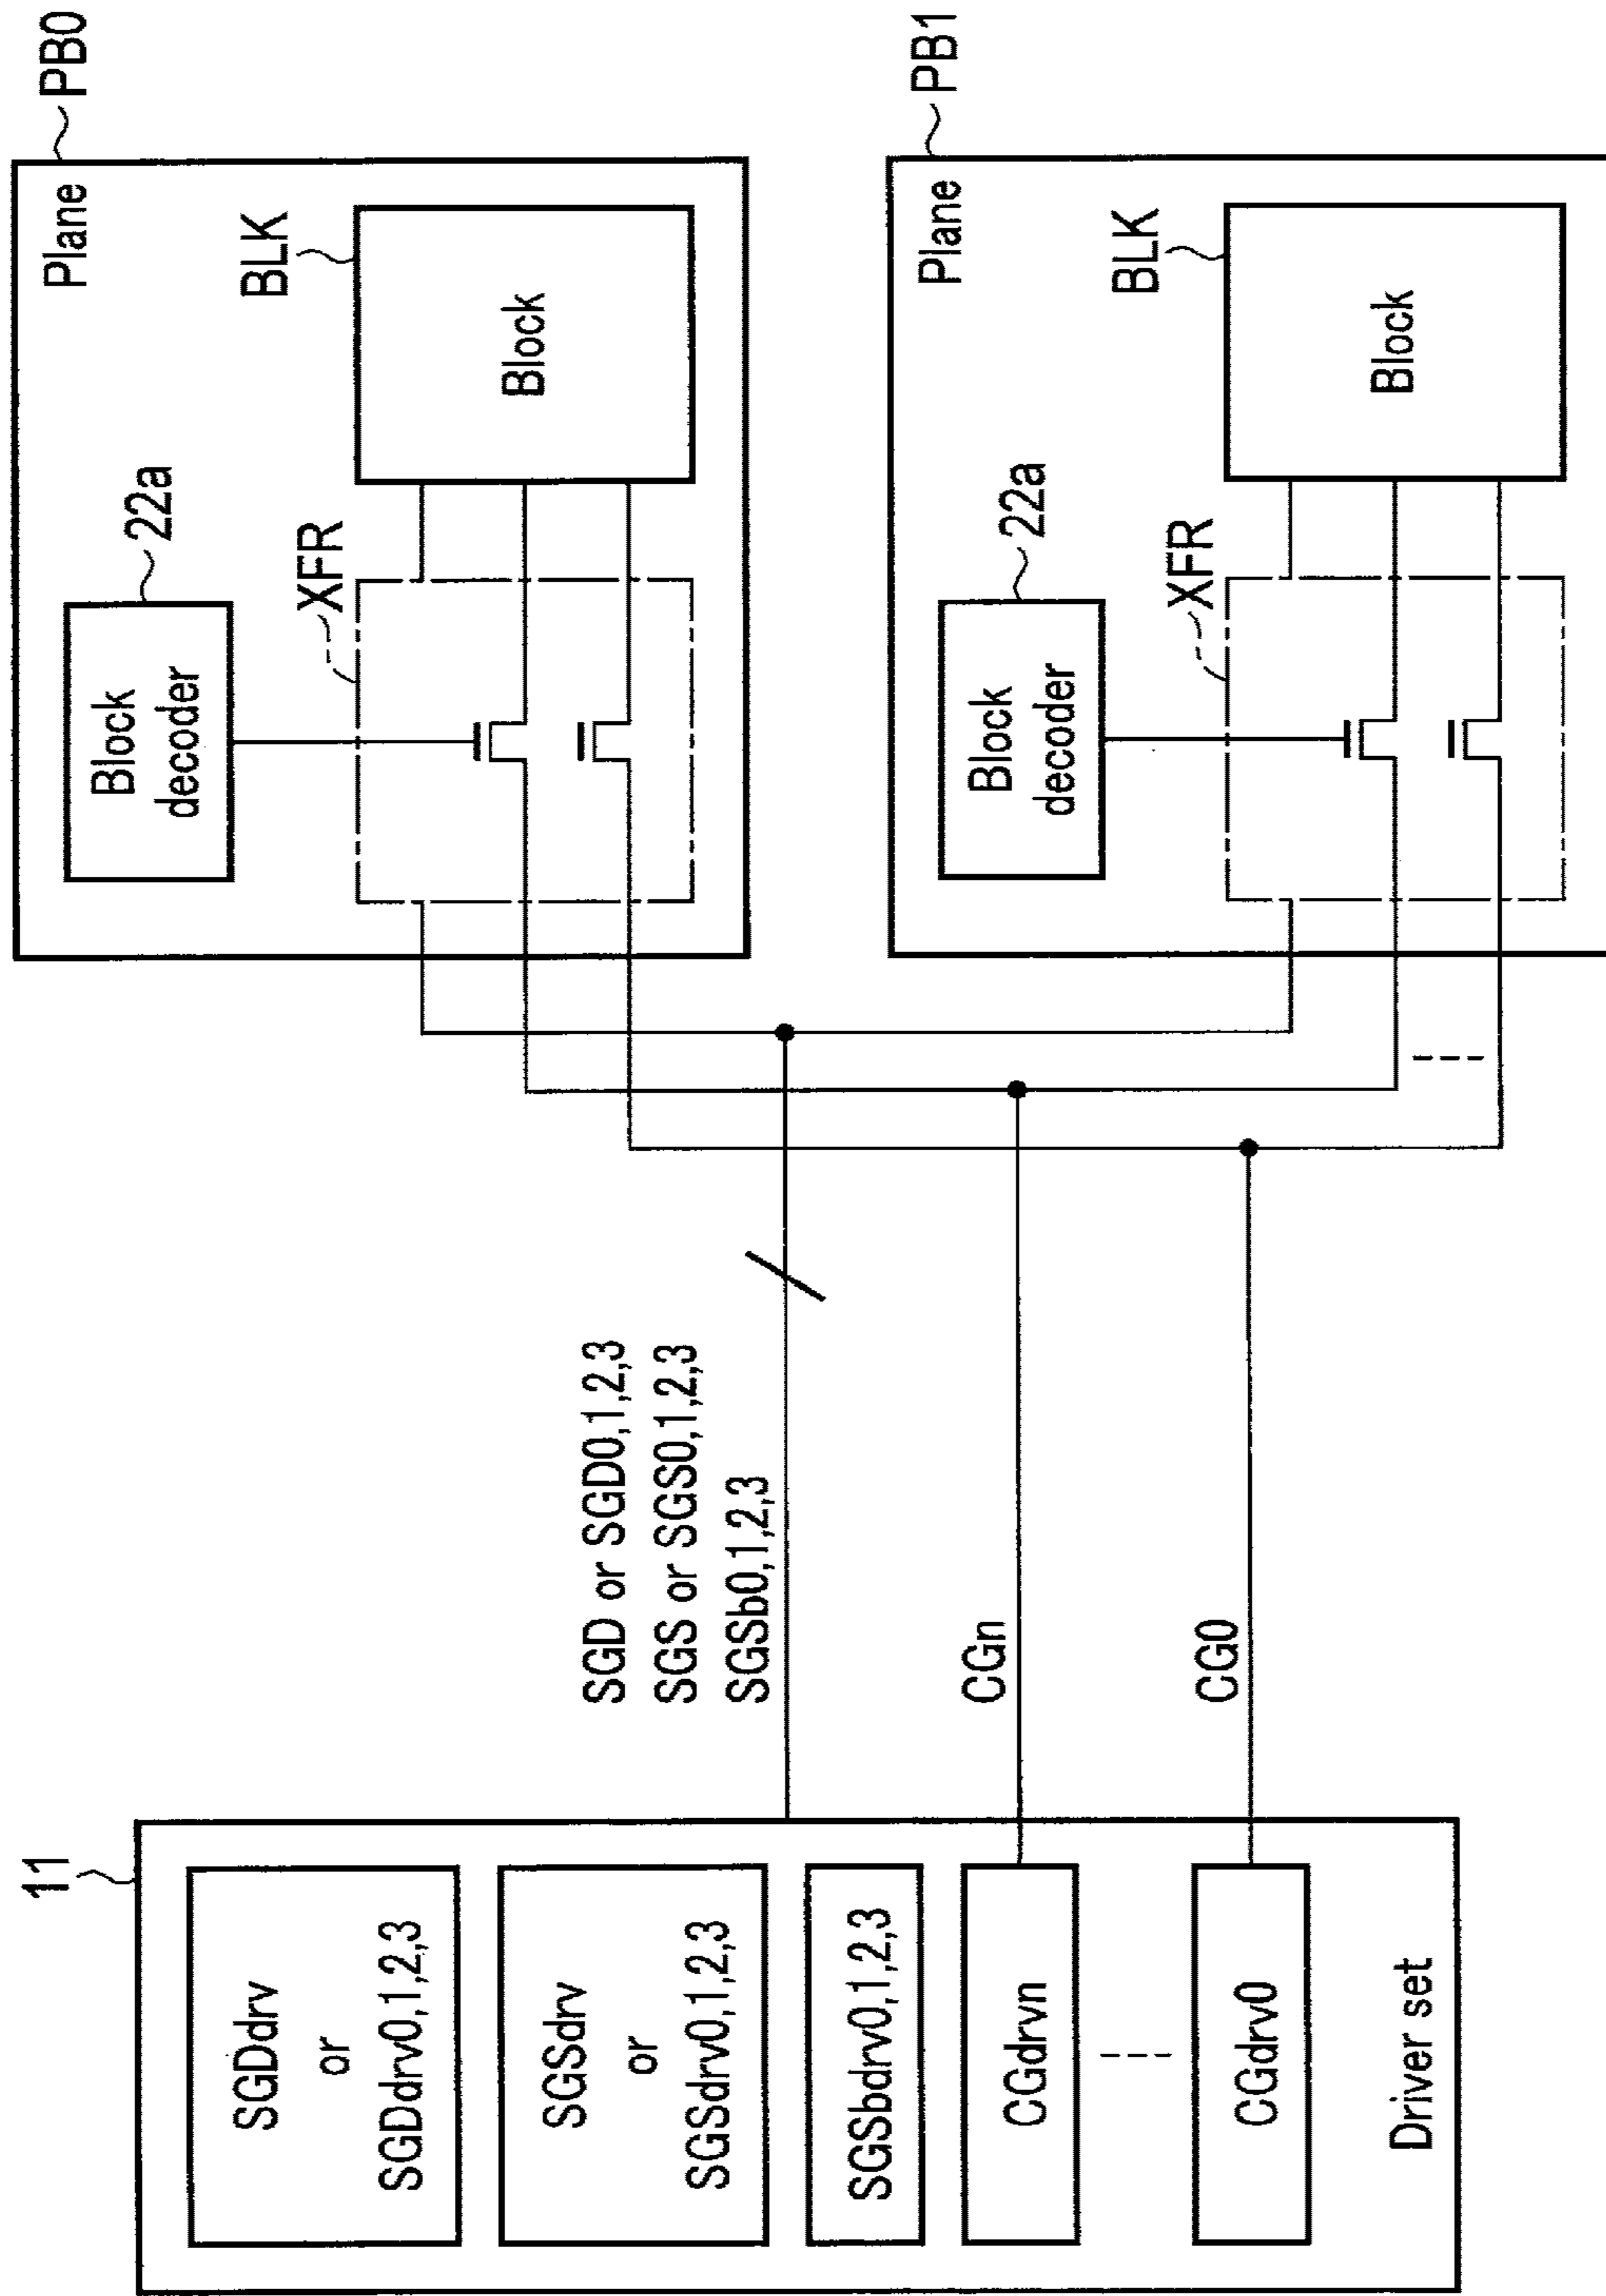 11
SGDdrv
or
SGDdrv0,1,2,3
SGSdrv
or
SGSdrv0,1,2,3
SGSbdrv0,1,2,3
CGdrvn
CGdrv0
Driver set
SGD or SGD0,1,2,3
SGS or SGS0,1,2,3
SGSb0,1,2,3
CGn
CG0
PB0
Plane
22a
Block
decoder
XFR
BLK
Block
PB1
Plane
22a
Block
decoder
XFR
BLK
Block